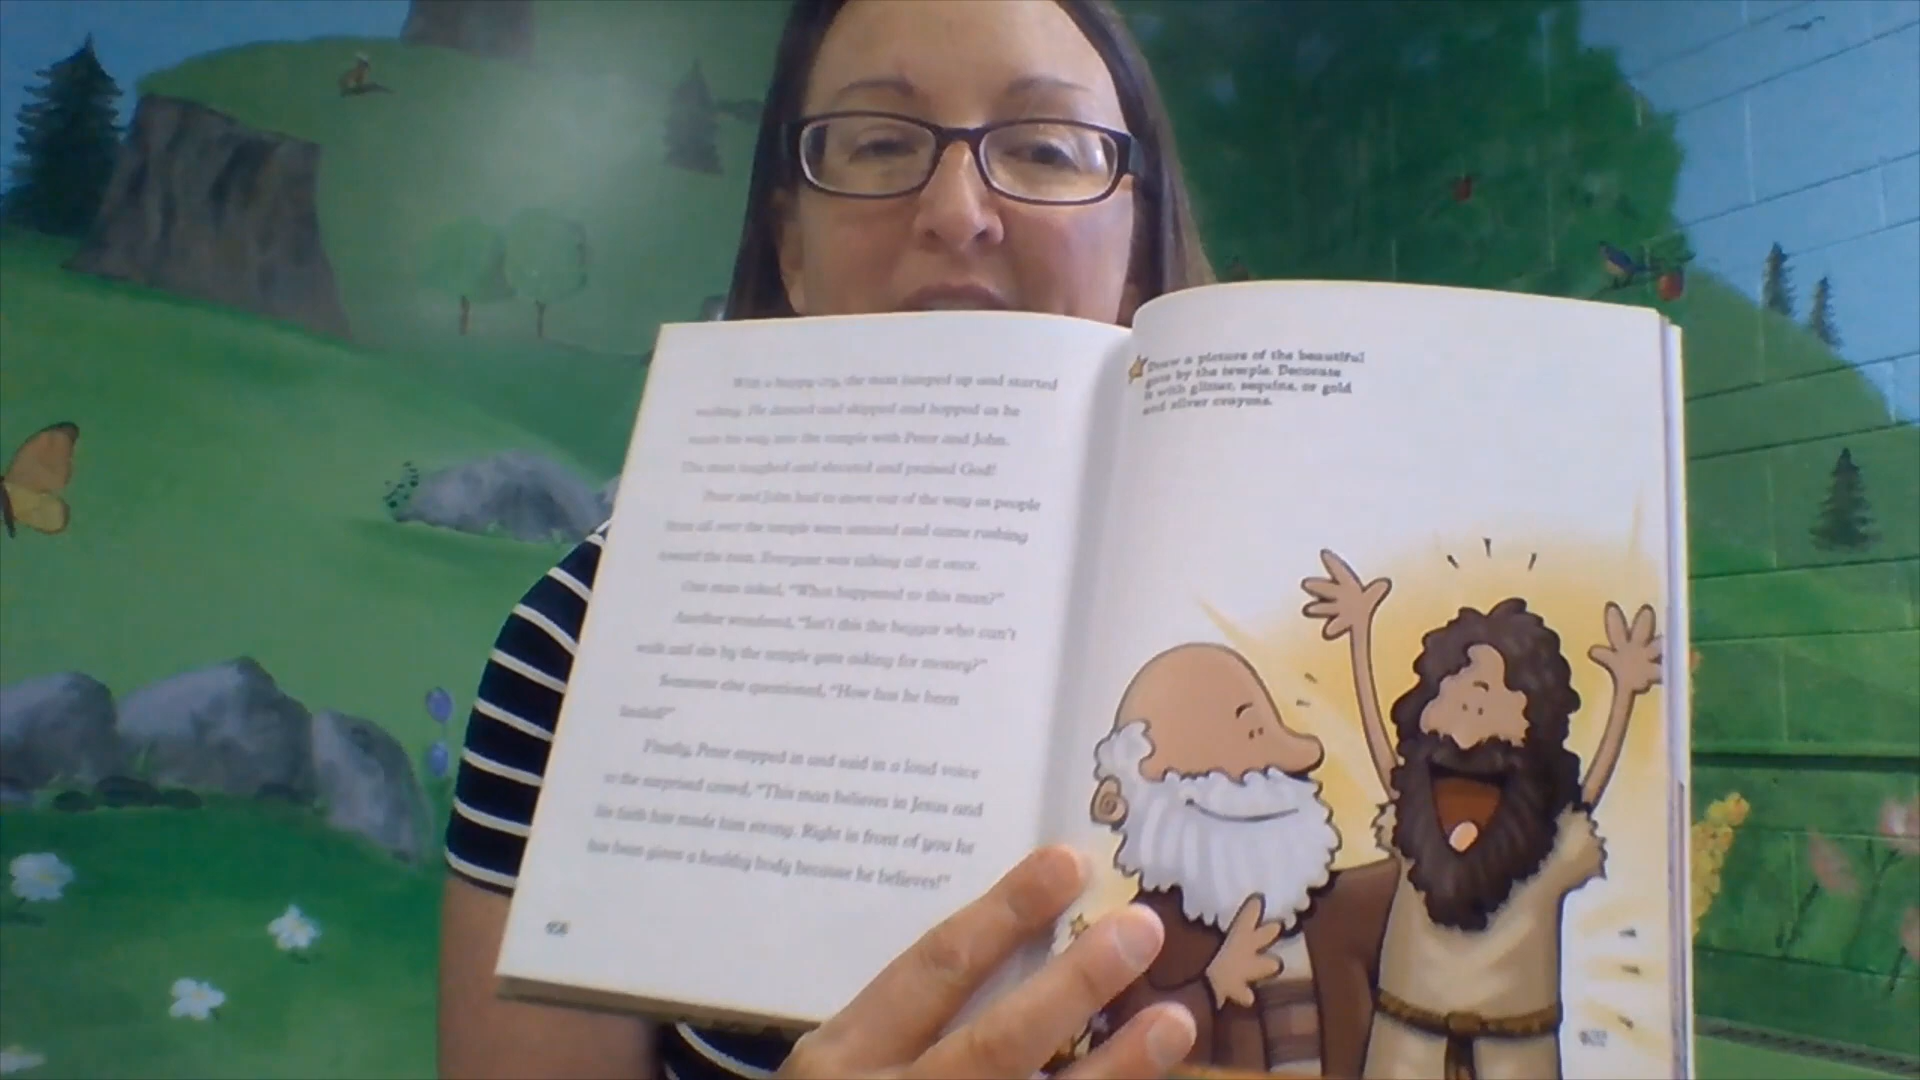 With a happy cry, the man jumped up and started
walking. He danced and skipped and hopped as he
made his way into the temple with Peter and John.
The man laughed and shouted and praised God!
Peter and John had to move out of the way as people
from all over the temple were amazed and came rushing
toward the man. Everyone was talking all at once.
One man asked, "What happened to this man?"
Another wondered, "Isn't this the beggar who can't
walk and sits by the temple gate asking for money?"
Someone else questioned, "How has he been
healed?"
Finally, Peter stepped in and said in a loud voice
to the surprised crowd, "This man believes in Jesus and
his faith has made him strong. Right in front of you he
has been given a healthy body because he believes!"
Draw a picture of the beautiful
gate by the temple. Decorate
it with glitter, sequins, or gold
and silver crayons.